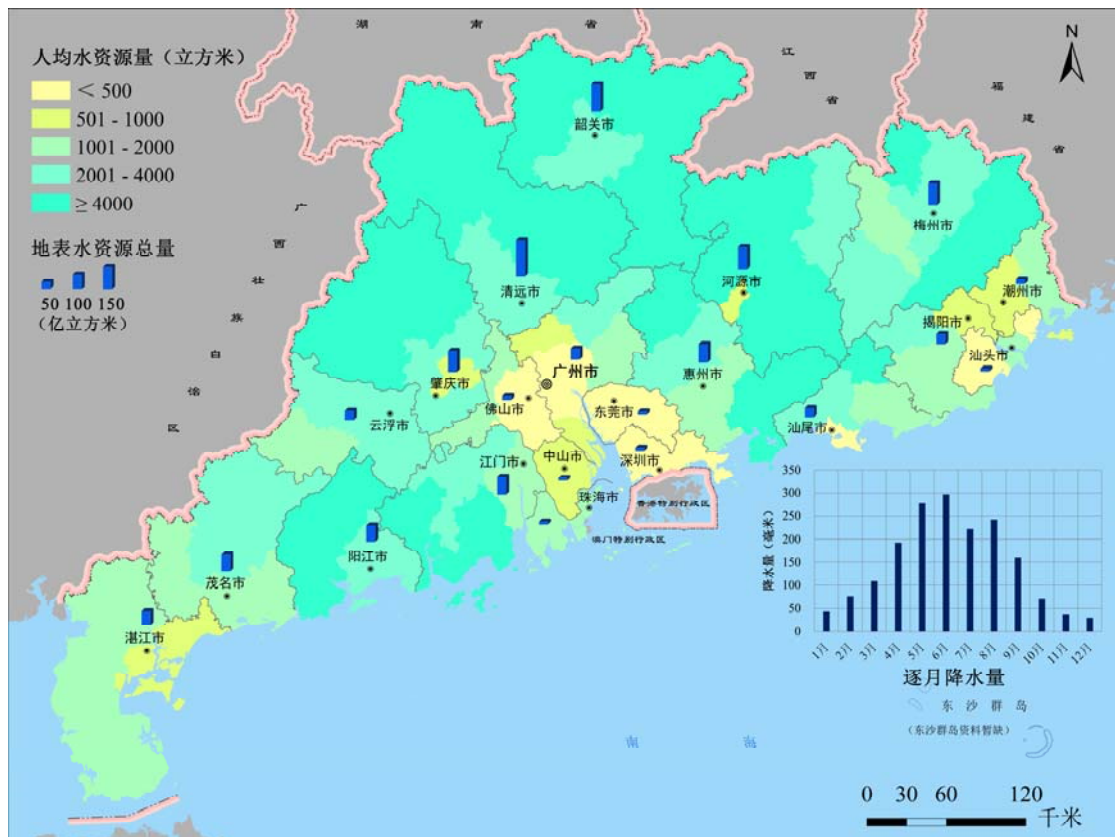 湖南省
江西省
福建省
广西壮族自治区
N
人均水资源量（立方米）
< 500
501 - 1000
1001 - 2000
2001 - 4000
≥ 4000
地表水资源总量
50 100 150
（亿立方米）
韶关市
梅州市
清远市
河源市
潮州市
揭阳市
汕头市
肇庆市
广州市
惠州市
佛山市
东莞市
云浮市
汕尾市
江门市
中山市
深圳市
珠海市
香港特别行政区
澳门特别行政区
阳江市
茂名市
湛江市
降水量（毫米）
350
300
250
200
150
100
50
0
1月 2月 3月 4月 5月 6月 7月 8月 9月 10月 11月 12月
逐月降水量
东沙群岛
（东沙群岛资料暂缺）
南海
0 30 60 120
千米